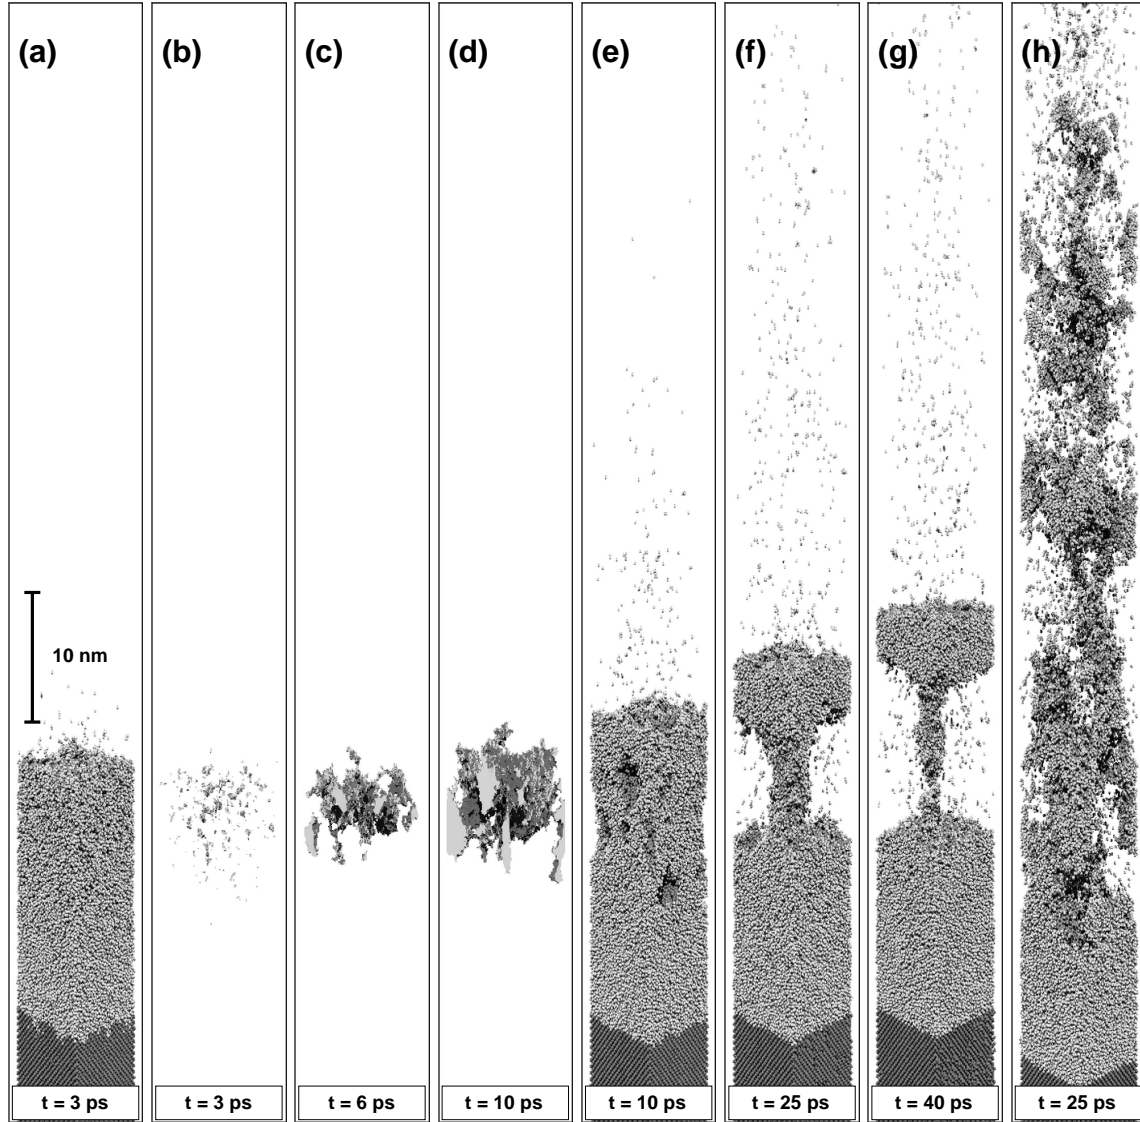 (a) (b) (c) (d) (e) (f) (g) (h)
10 nm
t = 3 ps t = 3 ps t = 6 ps t = 10 ps t = 10 ps t = 25 ps t = 40 ps t = 25 ps